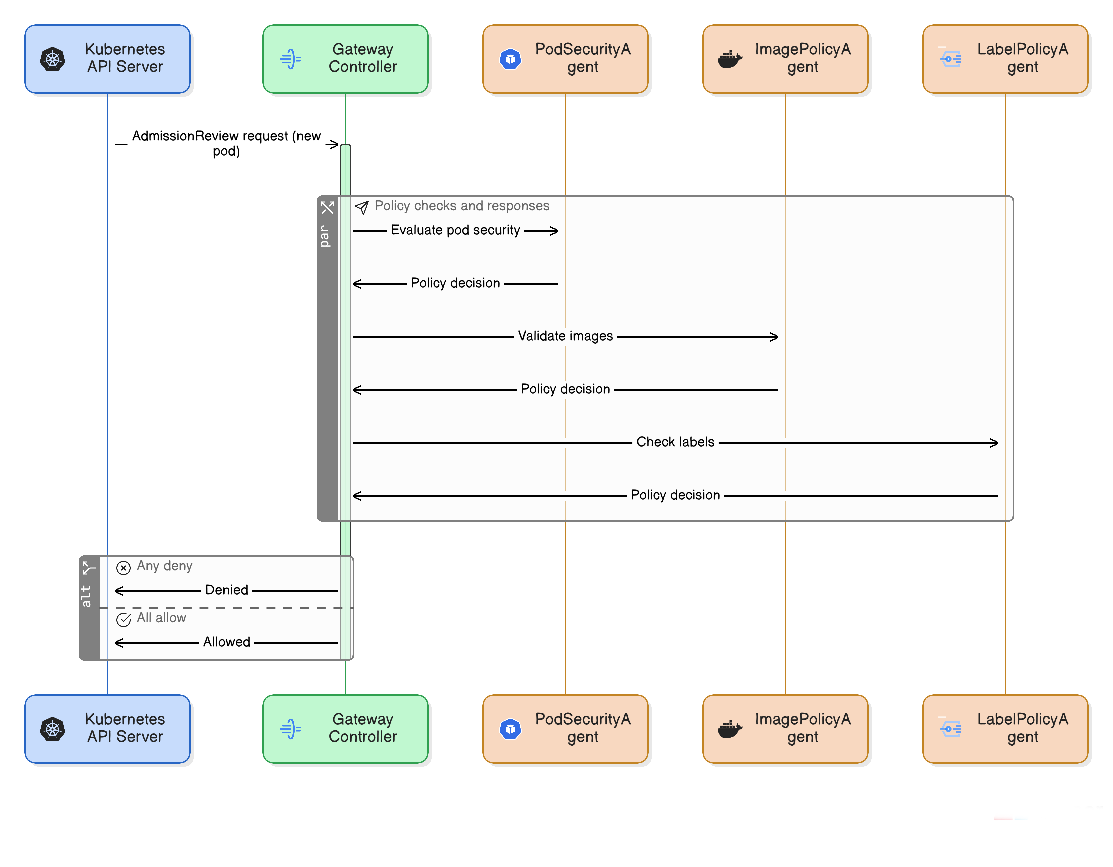 Kubernetes
API Server
Gateway
Controller
PodSecurityA
gent
ImagePolicyA
gent
LabelPolicyA
gent
AdmissionReview request (new
pod)
par
Policy checks and responses
Evaluate pod security
Policy decision
Validate images
Policy decision
Check labels
Policy decision
alt
Any deny
Denied
All allow
Allowed
Kubernetes
API Server
Gateway
Controller
PodSecurityA
gent
ImagePolicyA
gent
LabelPolicyA
gent